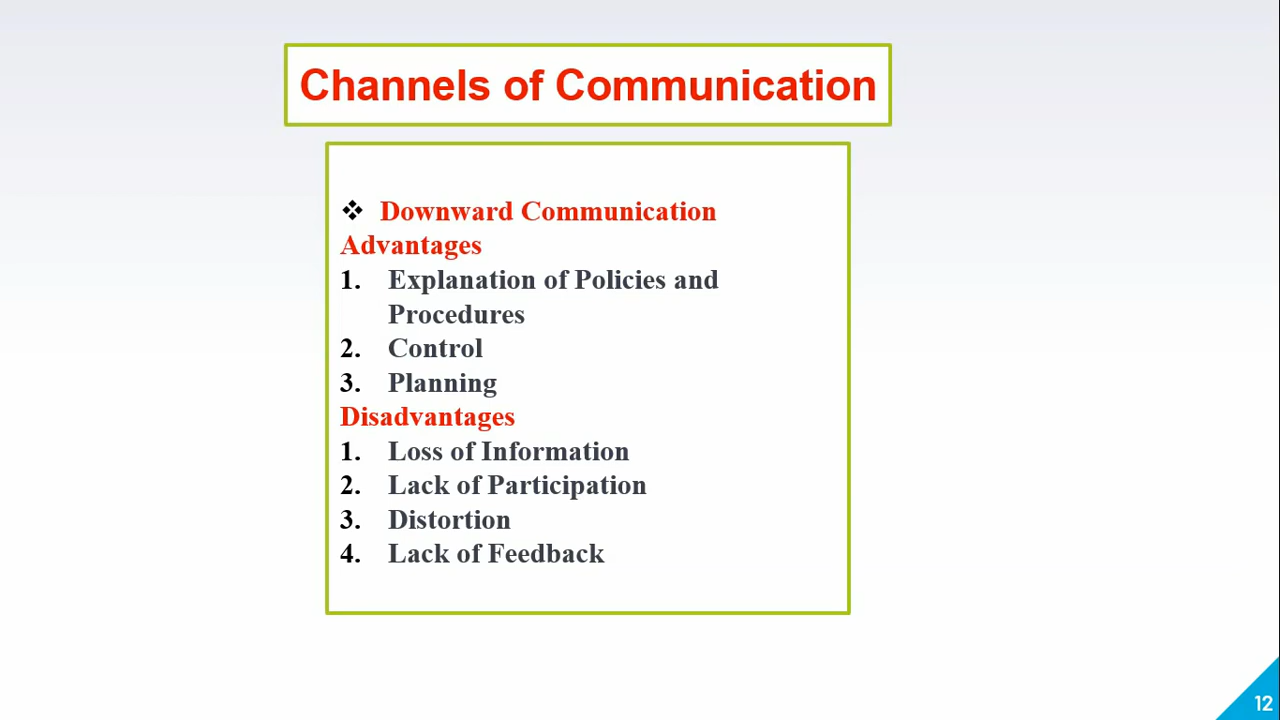 Channels of Communication
❖ Downward Communication
Advantages
1. Explanation of Policies and
Procedures
2. Control
3. Planning
Disadvantages
1. Loss of Information
2. Lack of Participation
3. Distortion
4. Lack of Feedback
12